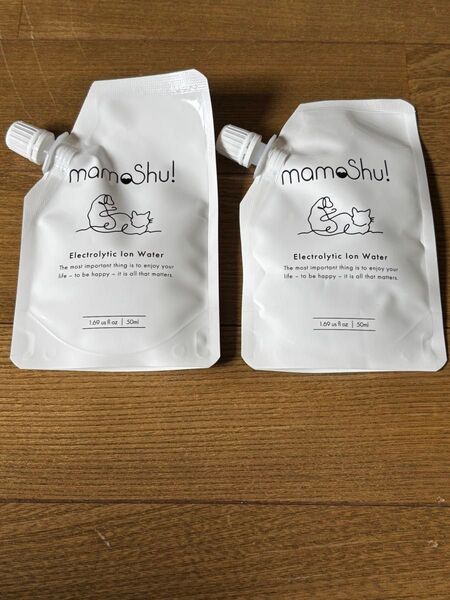 mamoShu!
Electrolytic Ion Water
The most important thing is to enjoy your
life – to be happy – it is all that matters.
1.69 us fl oz | 50ml
mamoShu!
Electrolytic Ion Water
The most important thing is to enjoy your
life – to be happy – it is all that matters.
1.69 us fl oz | 50ml